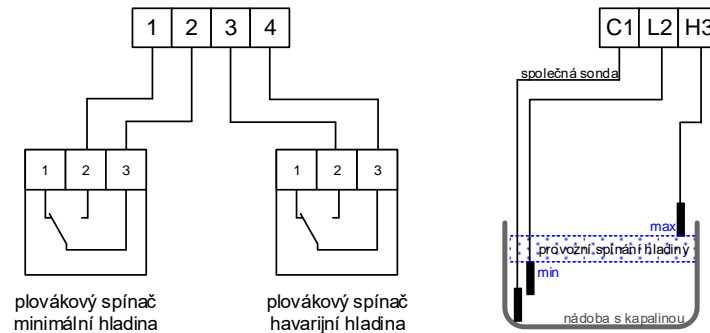 1 2 3 4
C1 L2 H3
společná sonda
1 2 3
1 2 3
max
provozní spínání hladiny
min
nádoba s kapalinou
plovákový spínač
minimální hladina
plovákový spínač
havarijní hladina